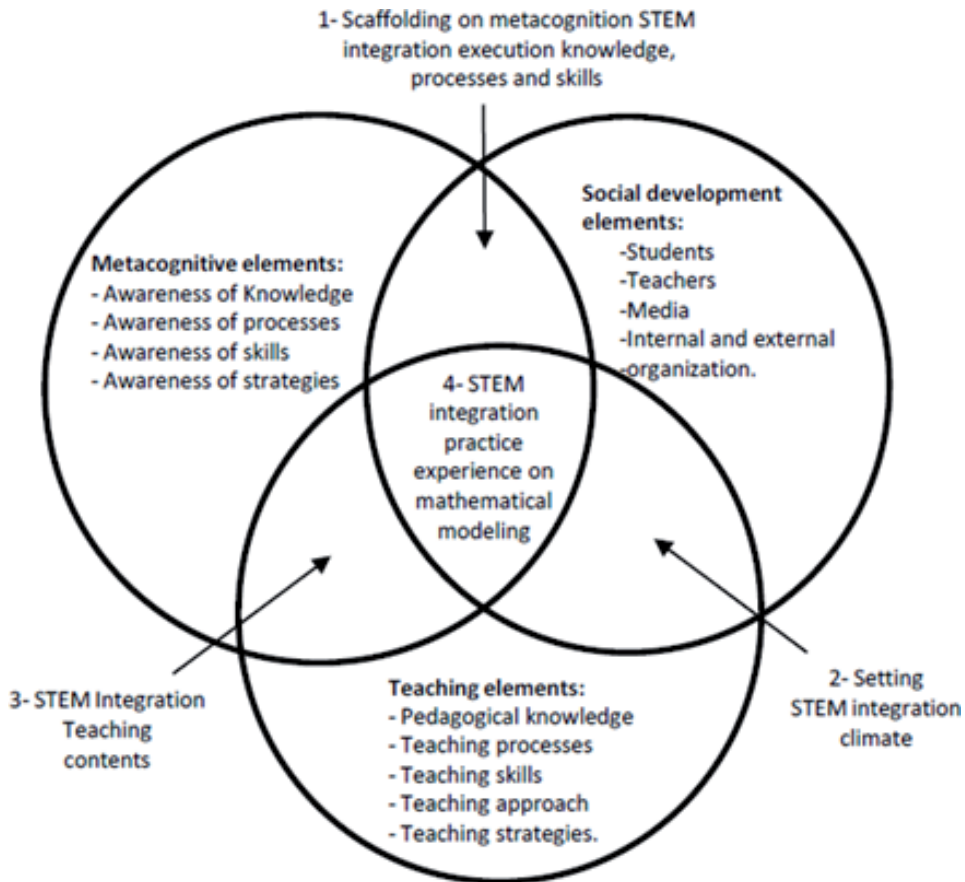 1- Scaffolding on metacognition STEM
integration execution knowledge,
processes and skills
Social development
elements:
-Students
-Teachers
-Media
-Internal and external
-organization.
Metacognitive elements:
- Awareness of Knowledge
- Awareness of processes
- Awareness of skills
- Awareness of strategies
4- STEM
integration
practice
experience on
mathematical
modeling
3- STEM Integration
Teaching
contents
2- Setting
STEM integration
climate
Teaching elements:
- Pedagogical knowledge
- Teaching processes
- Teaching skills
- Teaching approach
- Teaching strategies.